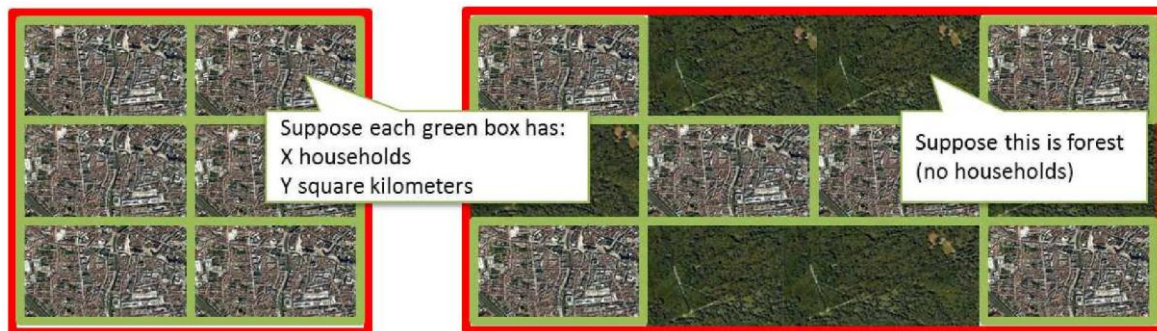 Suppose each green box has:
X households
Y square kilometers
Suppose this is forest
(no households)